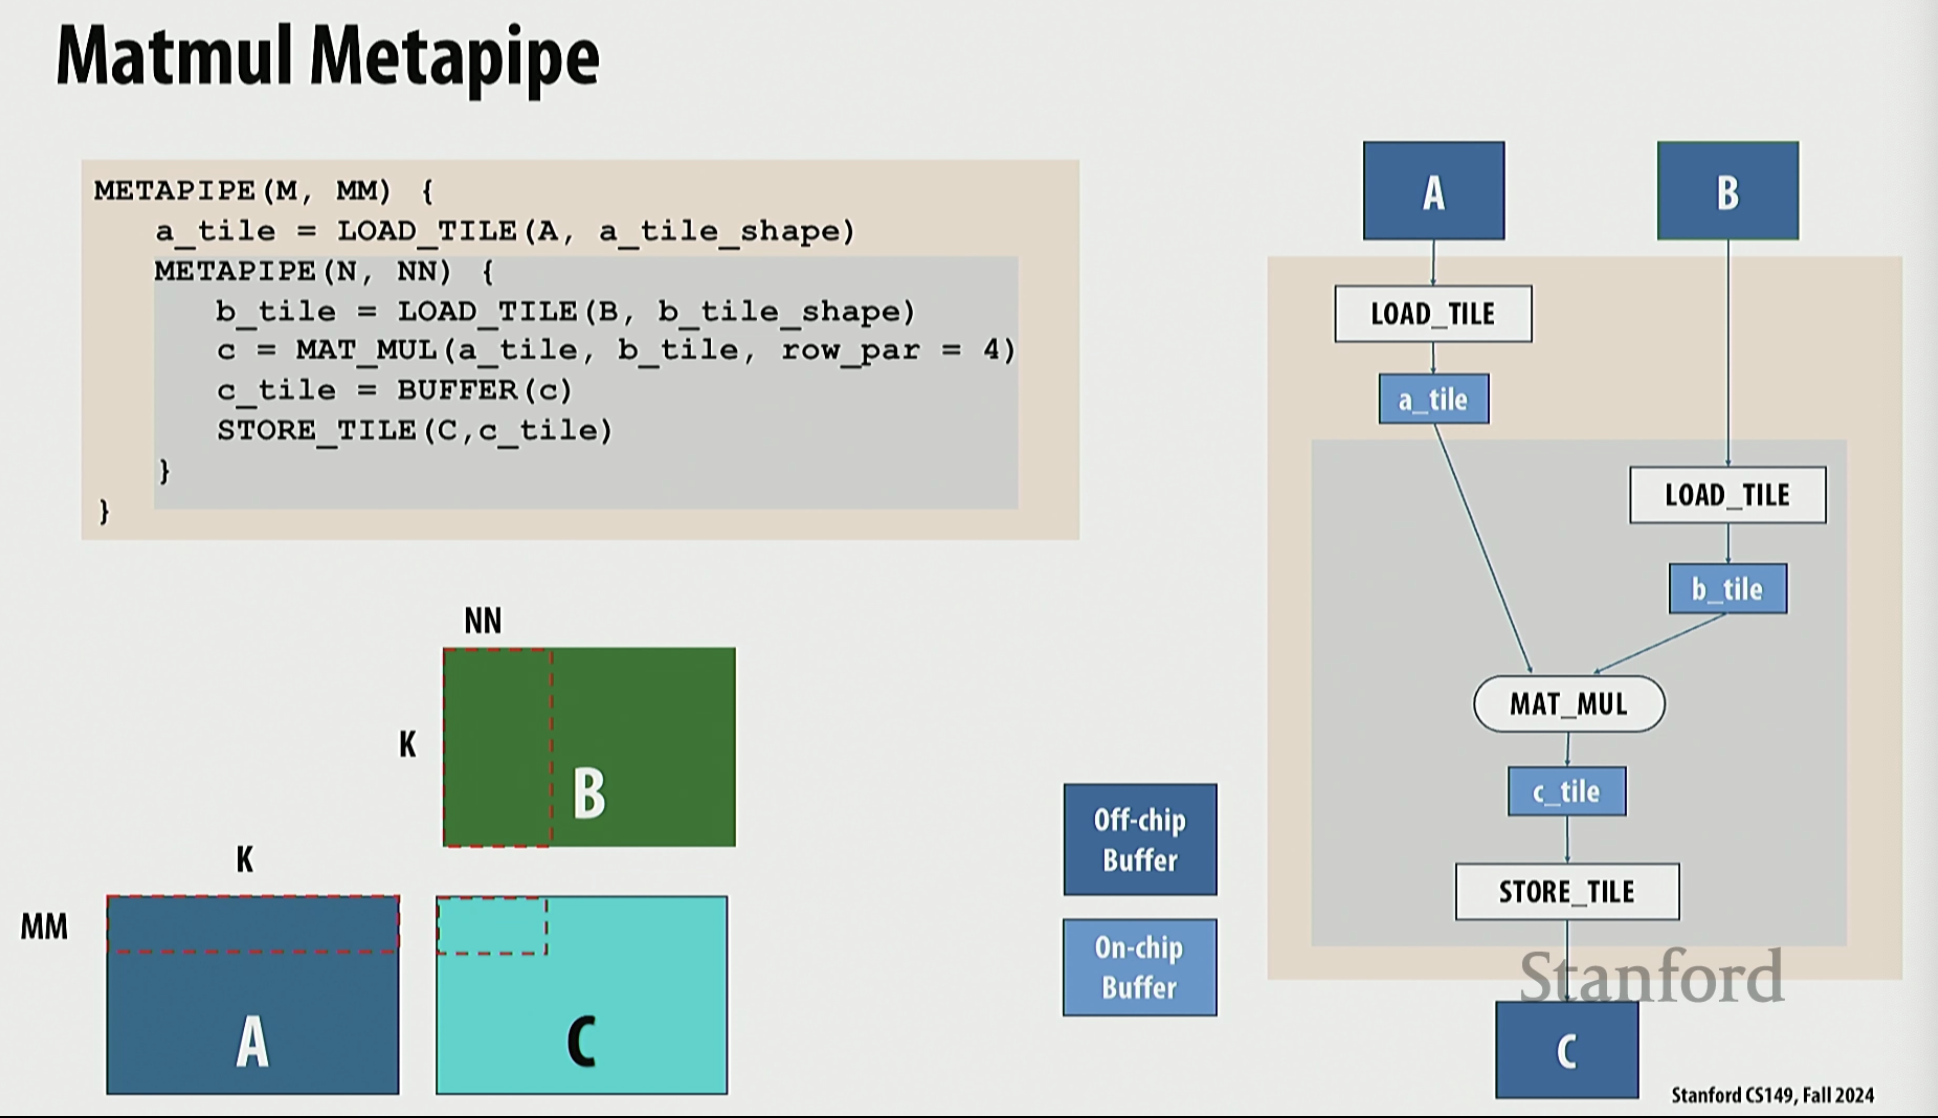 Matmul Metapipe
METAPIPE(M, MM) {
a_tile = LOAD_TILE(A, a_tile_shape)
METAPIPE(N, NN) {
b_tile = LOAD_TILE(B, b_tile_shape)
c = MAT_MUL(a_tile, b_tile, row_par = 4)
c_tile = BUFFER(c)
STORE_TILE(C,c_tile)
}
}
NN
K
B
K
MM
A
C
Off-chip
Buffer
On-chip
Buffer
A
B
LOAD_TILE
a_tile
LOAD_TILE
b_tile
MAT_MUL
c_tile
STORE_TILE
Stanford
C
Stanford CS149, Fall 2024